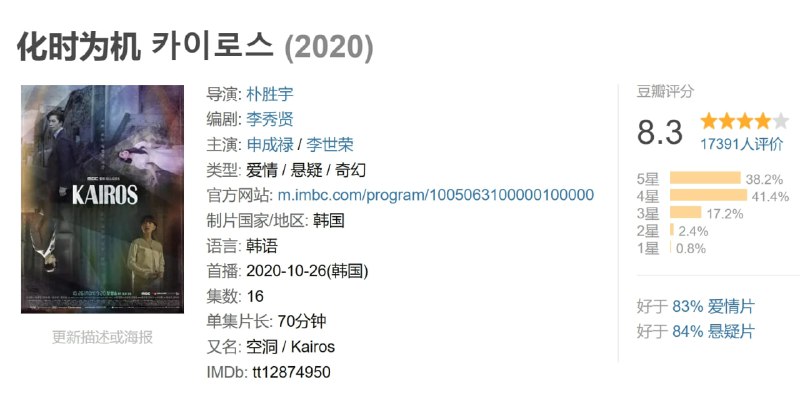 化时为机 카이로스 (2020)
MBC
KAIROS
更新描述或海报
导演: 朴胜宇
编剧: 李秀贤
主演: 申成禄 / 李世荣
类型: 爱情 / 悬疑 / 奇幻
官方网站: m.imbc.com/program/1005063100000100000
制片国家/地区: 韩国
语言: 韩语
首播: 2020-10-26(韩国)
集数: 16
单集片长: 70分钟
又名: 空洞 / Kairos
IMDb: tt12874950
豆瓣评分
8.3
17391人评价
5星 38.2%
4星 41.4%
3星 17.2%
2星 2.4%
1星 0.8%
好于 83% 爱情片
好于 84% 悬疑片